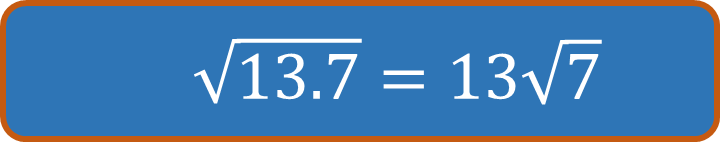 √13.7 = 13√7